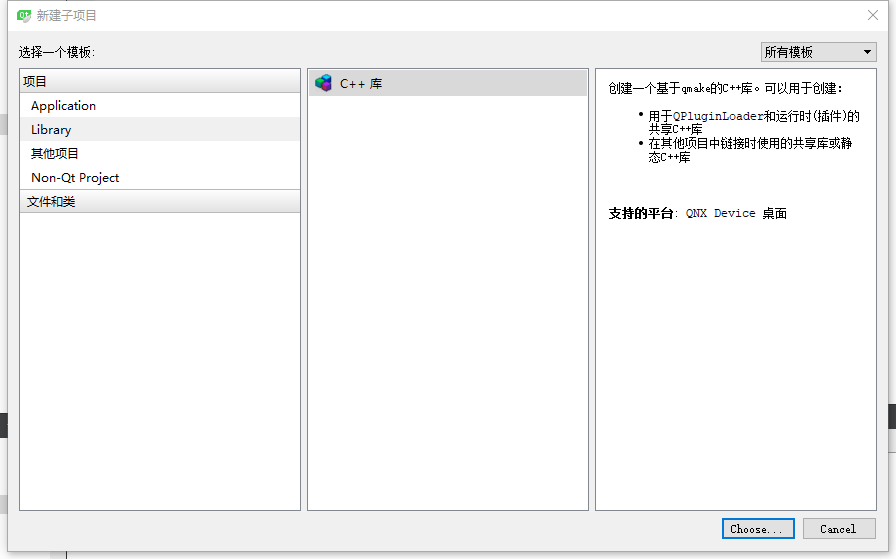 新建子项目
选择一个模板:
所有模板
项目
Application
Library
其他项目
Non-Qt Project
文件和类
C++ 库
创建一个基于qmake的C++库。可以用于创建:
• 用于QPluginLoader和运行时(插件)的
共享C++库
• 在其他项目中链接时使用的共享库或静
态C++库
支持的平台: QNX Device 桌面
Choose...
Cancel